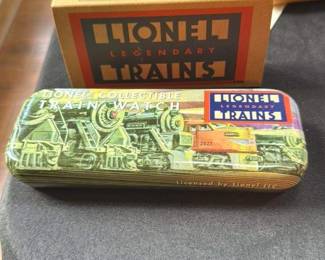 LIONEL
LEGENDARY
TRAINS
LIONEL COLLECTIBLE
TRAIN WATCH
LIONEL
LEGENDARY
TRAINS
Licensed by Lionel LLC